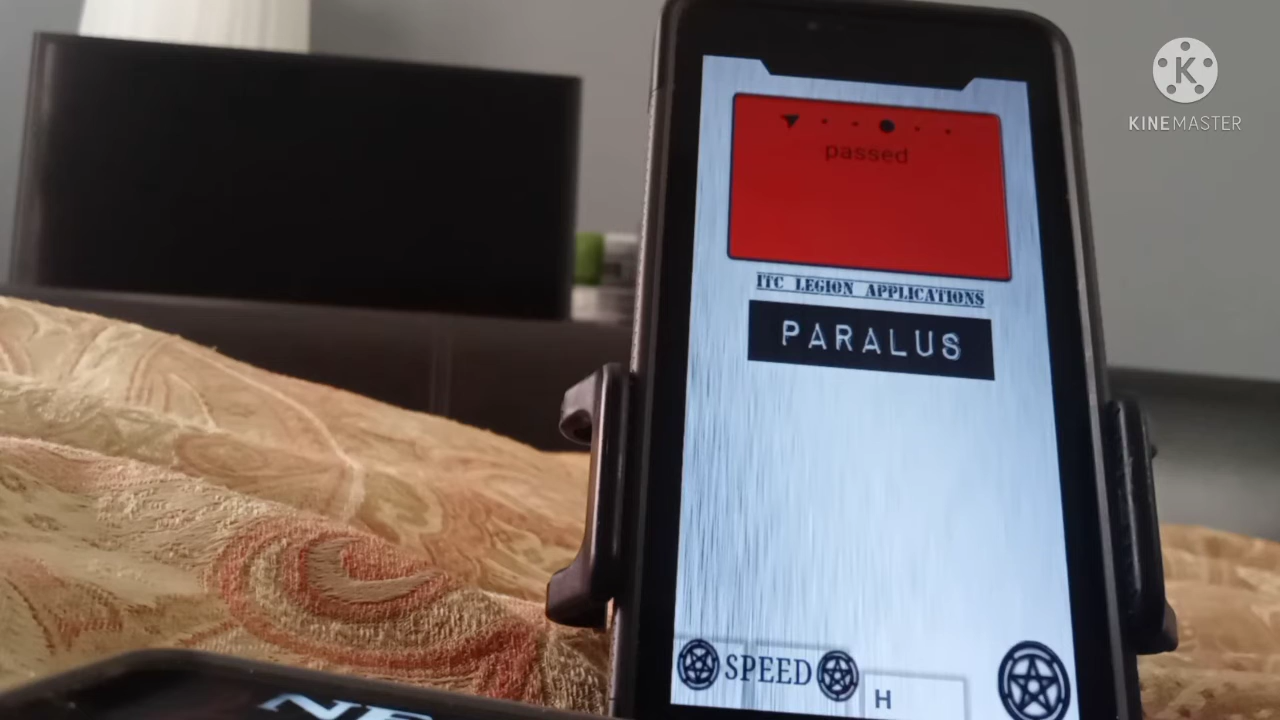 K
KINEMASTER
passed
ITC LEGION APPLICATIONS
PARALUS
SPEED
H